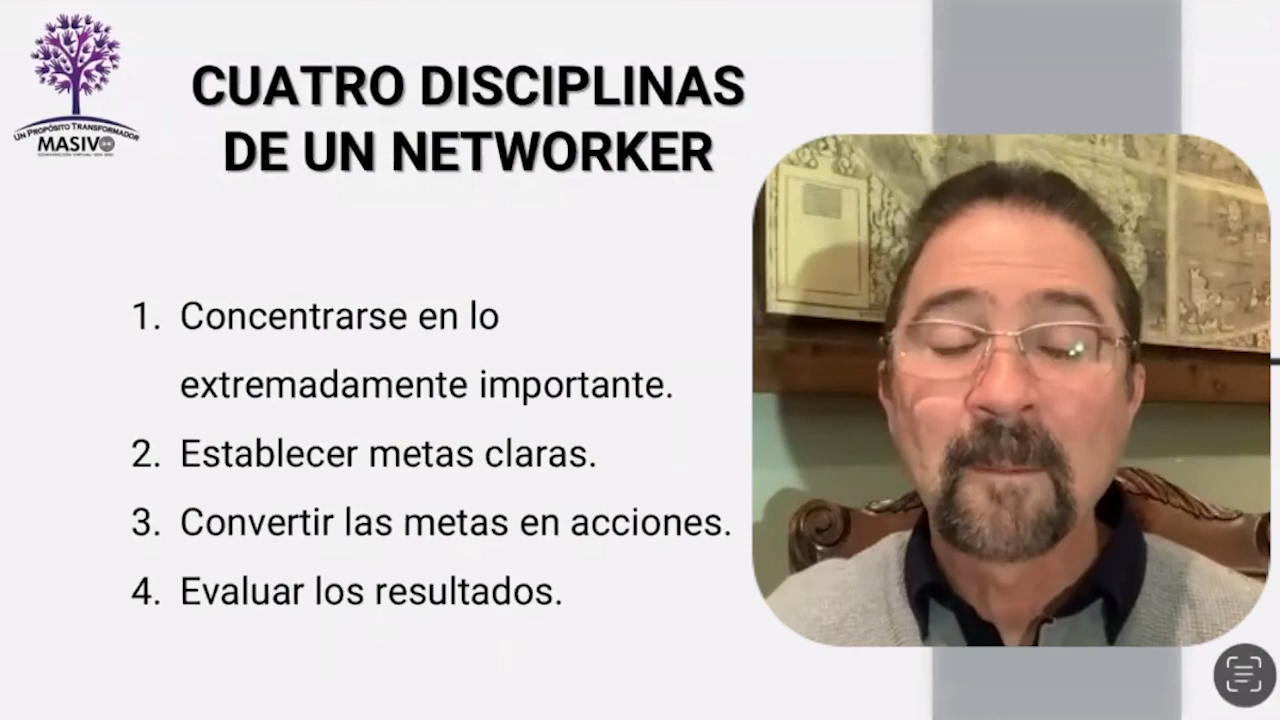 UN PROPÓSITO TRANSFORMADOR
MASIVO
CUATRO DISCIPLINAS
DE UN NETWORKER
1. Concentrarse en lo
extremadamente importante.
2. Establecer metas claras.
3. Convertir las metas en acciones.
4. Evaluar los resultados.